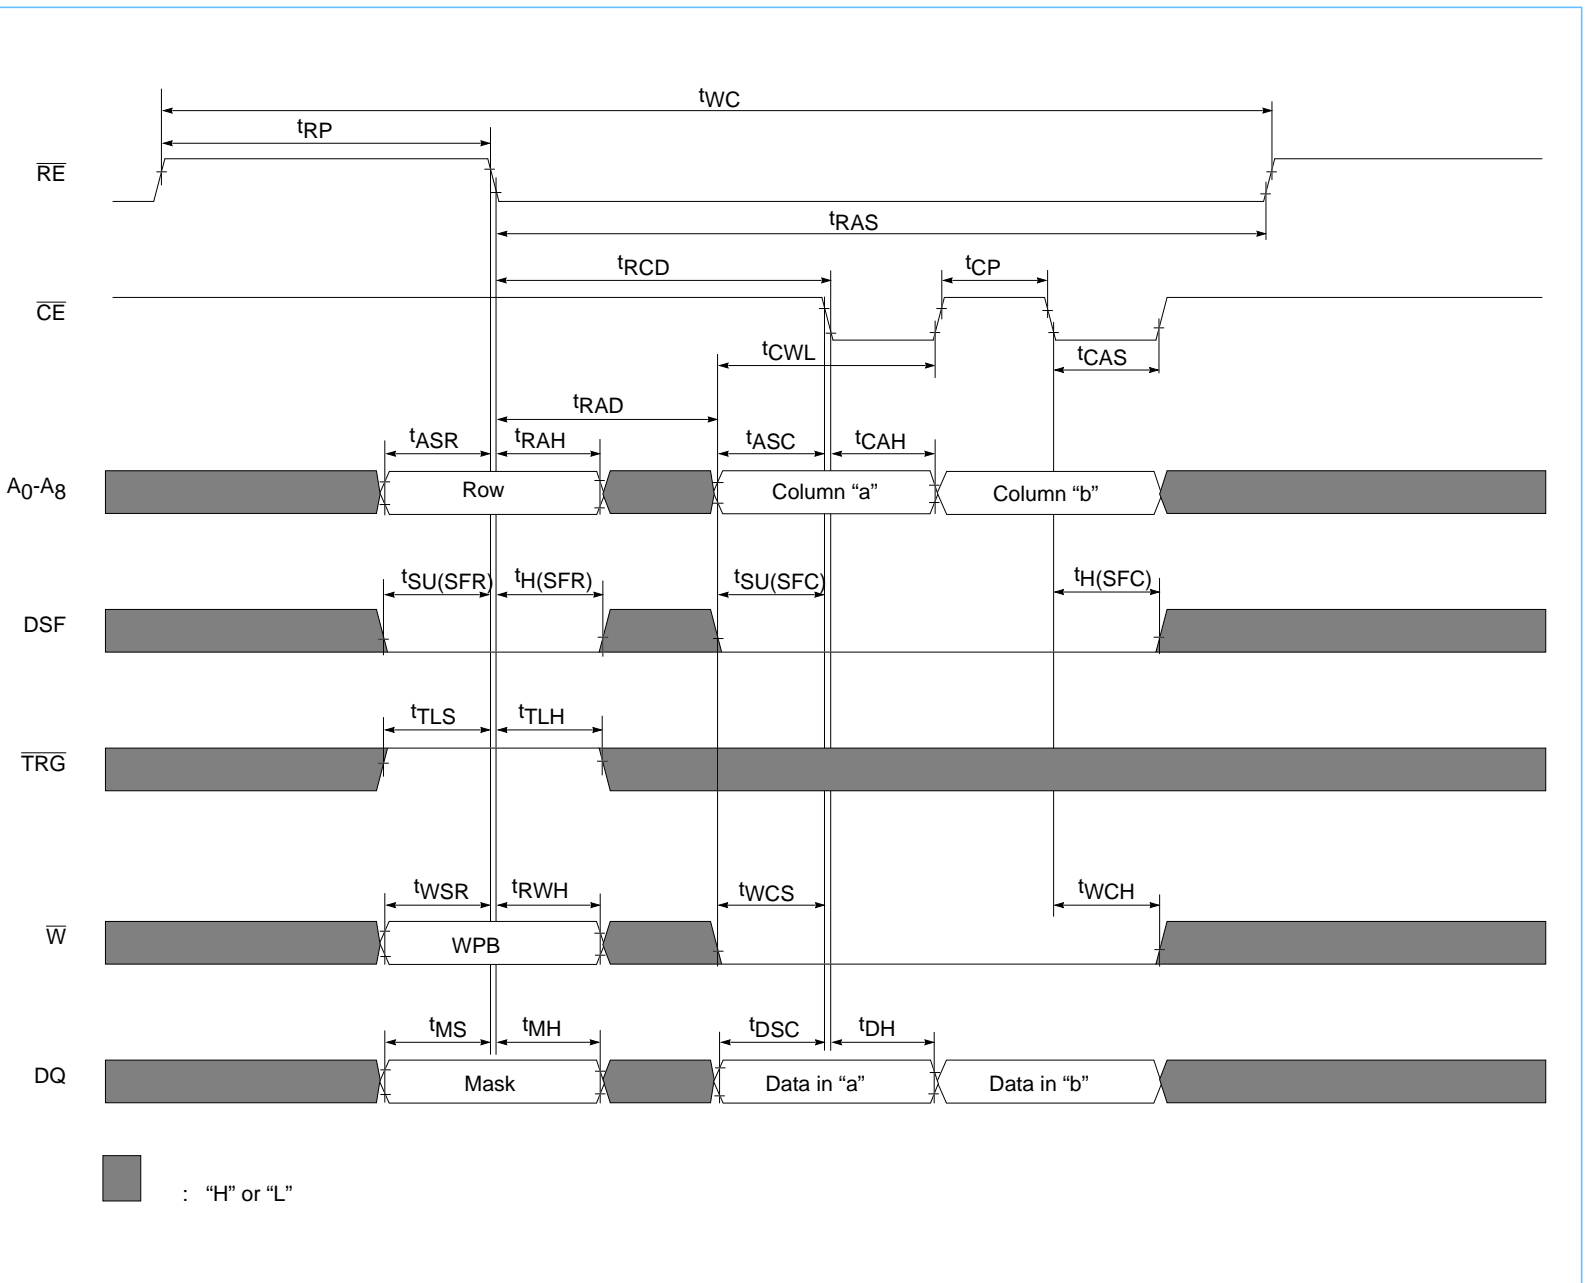 tWC
tRP
RE
tRAS
tRCD
tCP
CE
tCWL
tCAS
tRAD
tASR
tRAH
tASC
tCAH
A0-A8
Row
Column “a”
Column “b”
tSU(SFR)
tH(SFR)
tSU(SFC)
tH(SFC)
DSF
tTLS
tTLH
TRG
tWSR
tRWH
tWCS
tWCH
W
WPB
tMS
tMH
tDSC
tDH
DQ
Mask
Data in “a”
Data in “b”
: “H” or “L”